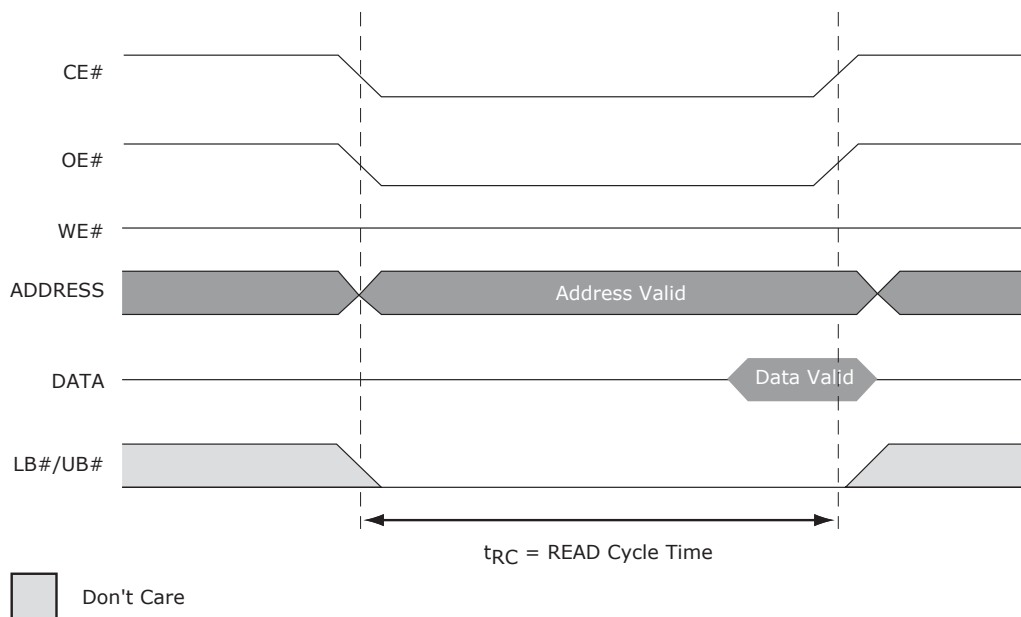 CE#
OE#
WE#
ADDRESS
Address Valid
DATA
Data Valid
LB#/UB#
tRC = READ Cycle Time
Don't Care